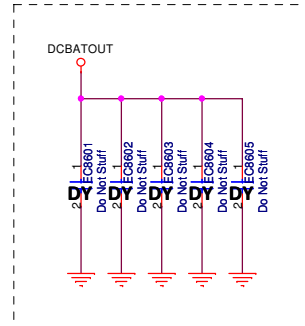 DCBATOUT
1
EC8601
DY
2
Do Not Stuff
1
EC8602
DY
2
Do Not Stuff
1
EC8603
DY
2
Do Not Stuff
1
EC8604
DY
2
Do Not Stuff
1
EC8605
DY
2
Do Not Stuff